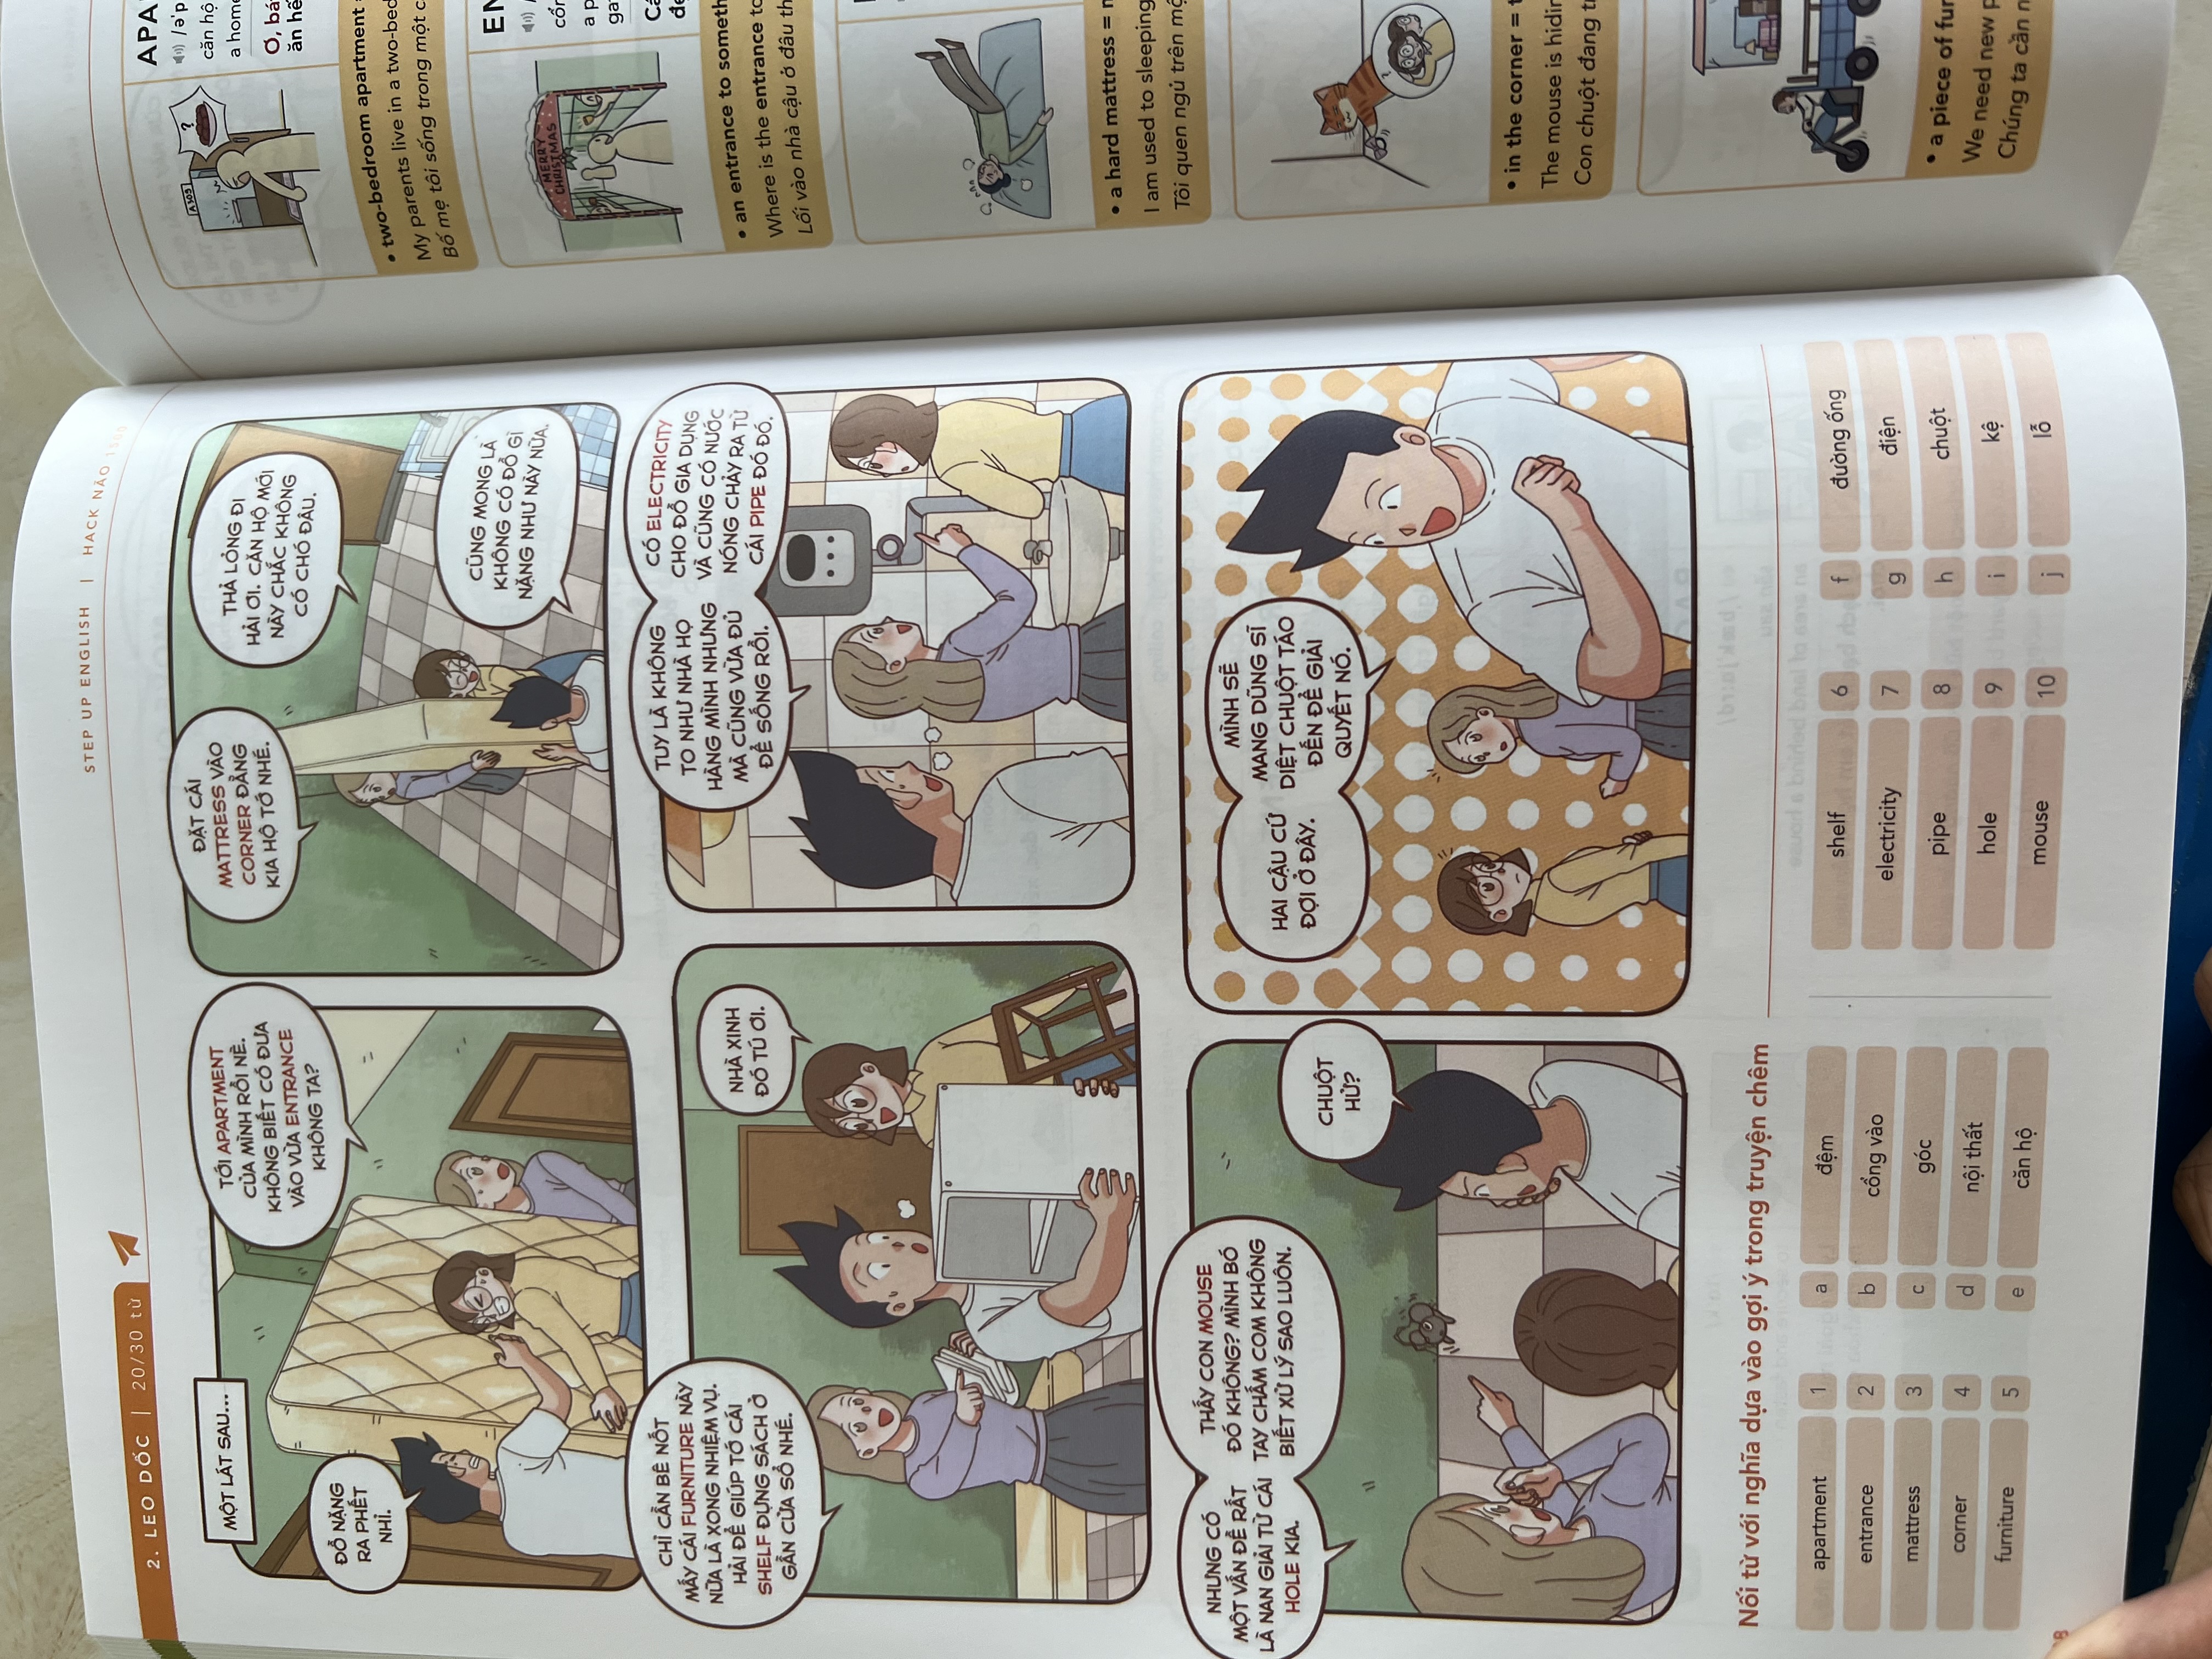 STEP UP ENGLISH | HACK NÃO 1500
2. LEO DỐC | 20/30 từ
MỘT LÁT SAU...
TỚI APARTMENT
CỦA MÌNH RỒI NÈ.
KHÔNG BIẾT CÓ ĐƯA
VÀO VỪA ENTRANCE
KHÔNG TA?
ĐỒ NẶNG
RA PHẾT
NHỈ.
ĐẶT CÁI
MATTRESS VÀO
CORNER ĐẰNG
KIA HỘ TỚ NHÉ.
THẢ LỎNG ĐI
HẢI ƠI. CĂN HỘ MỚI
NÀY CHẮC KHÔNG
CÓ CHÓ ĐÂU.
CŨNG MONG LÀ
KHÔNG CÓ ĐỒ GÌ
NẶNG NHƯ NÀY NỮA.
CHỈ CẦN BÊ NỐT
MẤY CÁI FURNITURE NÀY
NỮA LÀ XONG NHIỆM VỤ.
HẢI ĐỂ GIÚP TỚ CÁI
SHELF ĐỰNG SÁCH Ở
GẦN CỬA SỔ NHÉ.
NHÀ XINH
ĐÓ TÚ ƠI.
TUY LÀ KHÔNG
TO NHƯ NHÀ HỌ
HÀNG MÌNH NHƯNG
MÀ CŨNG VỪA ĐỦ
ĐỂ SỐNG RỒI.
CÓ ELECTRICITY
CHO ĐỒ GIA DỤNG
VÀ CŨNG CÓ NƯỚC
NÓNG CHẢY RA TỪ
CÁI PIPE ĐÓ ĐÓ.
NHƯNG CÓ
MỘT VẤN ĐỀ RẤT
LÀ NAN GIẢI TỪ CÁI
HOLE KIA.
THẤY CON MOUSE
ĐÓ KHÔNG? MÌNH BÓ
TAY CHẤM COM KHÔNG
BIẾT XỬ LÝ SAO LUÔN.
CHUỘT
HỬ?
HAI CẬU CỨ
ĐỢI Ở ĐÂY.
MÌNH SẼ
MANG DŨNG SĨ
DIỆT CHUỘT TÁO
ĐẾN ĐỂ GIẢI
QUYẾT NÓ.
Nối từ với nghĩa dựa vào gợi ý trong truyện chêm
apartment 1 a đệm
entrance 2 b cổng vào
mattress 3 c góc
corner 4 d nội thất
furniture 5 e căn hộ
shelf 6 f đường ống
electricity 7 g điện
pipe 8 h chuột
hole 9 i kệ
mouse 10 j lỗ
8
APA
/ə'p
căn hộ
a home
Ơ, bá
ăn hế
A303
?
• two-bedroom apartment =
My parents live in a two-bed
Bố mẹ tôi sống trong một c
EN
MERRY
CHRISTMAS
cổn
a p
ga
Cá
đẹ
• an entrance to someth
Where is the entrance to
Lối vào nhà cậu ở đâu th
• a hard mattress = m
I am used to sleeping
Tôi quen ngủ trên mộ
?
• in the corner = t
The mouse is hidin
Con chuột đang tr
• a piece of fur
We need new p
Chúng ta cần n